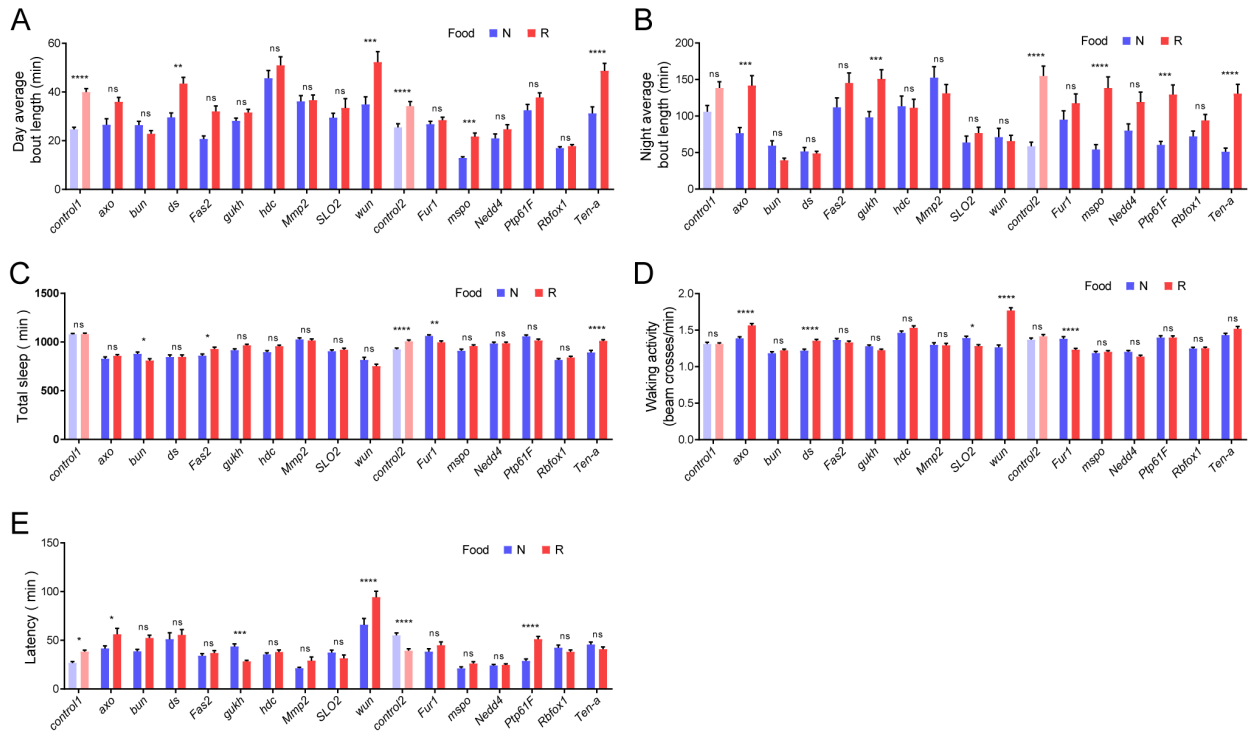 A
Food N R
Day average
bout length (min)
60
40
20
0
**** ns ns ** ns ns ns ns ns *** **** ns *** ns ns ns ****
control1 axo bun ds Fas2 gukh hdc Mmp2 SLO2 wun control2 Fur1 mspo Nedd4 Ptp61F Rbfox1 Ten-a
B
Food N R
Night average
bout length (min)
200
150
100
50
0
ns *** ns ns ns *** ns ns ns ns **** ns **** ns *** ns ****
control1 axo bun ds Fas2 gukh hdc Mmp2 SLO2 wun control2 Fur1 mspo Nedd4 Ptp61F Rbfox1 Ten-a
C
Food N R
Total sleep ( min )
1500
1000
500
0
ns ns * ns * ns ns ns ns ns **** ** ns ns ns ns ****
control1 axo bun ds Fas2 gukh hdc Mmp2 SLO2 wun control2 Fur1 mspo Nedd4 Ptp61F Rbfox1 Ten-a
D
Food N R
Waking activity
(beam crosses/min)
2.0
1.5
1.0
0.5
0.0
ns **** ns **** ns ns ns ns * **** ns **** ns ns ns ns ns
control1 axo bun ds Fas2 gukh hdc Mmp2 SLO2 wun control2 Fur1 mspo Nedd4 Ptp61F Rbfox1 Ten-a
E
Food N R
Latency ( min )
150
100
50
0
* * ns ns ns *** ns ns ns **** **** ns ns ns **** ns ns
control1 axo bun ds Fas2 gukh hdc Mmp2 SLO2 wun control2 Fur1 mspo Nedd4 Ptp61F Rbfox1 Ten-a